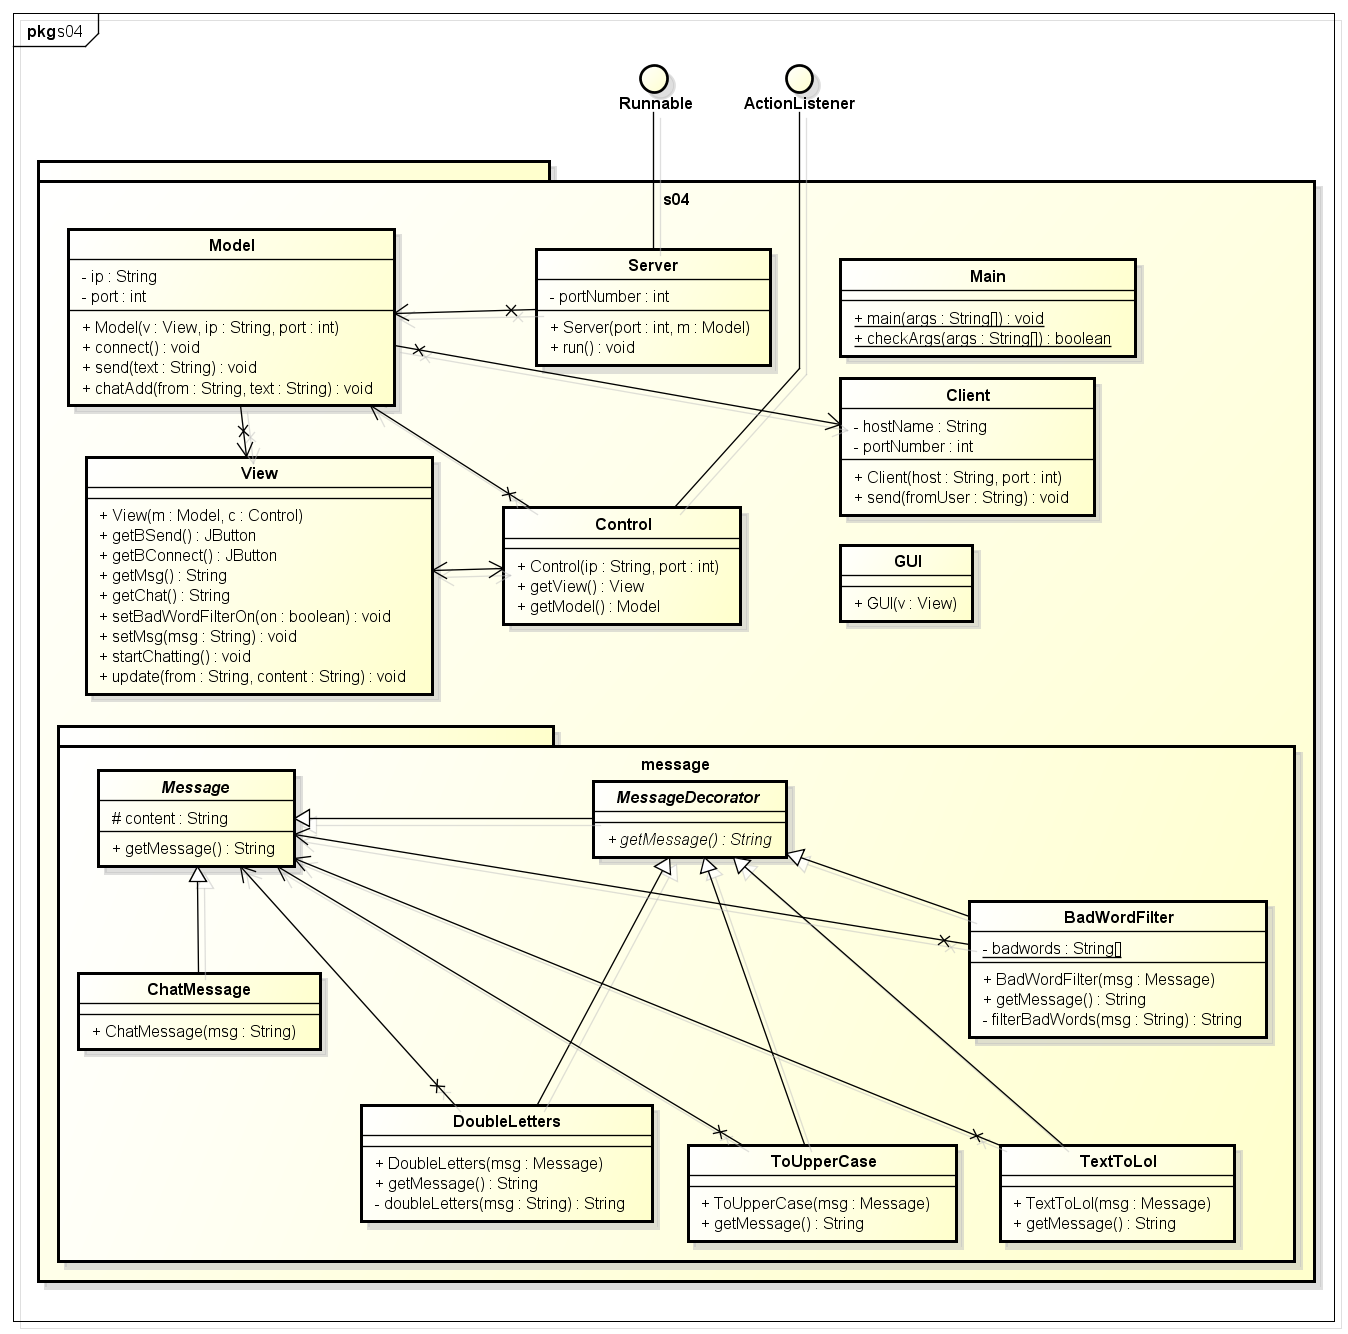 pkg s04
Runnable
ActionListener
s04
Model
- ip : String
- port : int
+ Model(v : View, ip : String, port : int)
+ connect() : void
+ send(text : String) : void
+ chatAdd(from : String, text : String) : void
Server
- portNumber : int
+ Server(port : int, m : Model)
+ run() : void
Main
+ main(args : String[]) : void
+ checkArgs(args : String[]) : boolean
Client
- hostName : String
- portNumber : int
+ Client(host : String, port : int)
+ send(fromUser : String) : void
View
+ View(m : Model, c : Control)
+ getBSend() : JButton
+ getBConnect() : JButton
+ getMsg() : String
+ getChat() : String
+ setBadWordFilterOn(on : boolean) : void
+ setMsg(msg : String) : void
+ startChatting() : void
+ update(from : String, content : String) : void
Control
+ Control(ip : String, port : int)
+ getView() : View
+ getModel() : Model
GUI
+ GUI(v : View)
message
Message
# content : String
+ getMessage() : String
MessageDecorator
+ getMessage() : String
BadWordFilter
- badwords : String[]
+ BadWordFilter(msg : Message)
+ getMessage() : String
- filterBadWords(msg : String) : String
ChatMessage
+ ChatMessage(msg : String)
DoubleLetters
+ DoubleLetters(msg : Message)
+ getMessage() : String
- doubleLetters(msg : String) : String
ToUpperCase
+ ToUpperCase(msg : Message)
+ getMessage() : String
TextToLol
+ TextToLol(msg : Message)
+ getMessage() : String